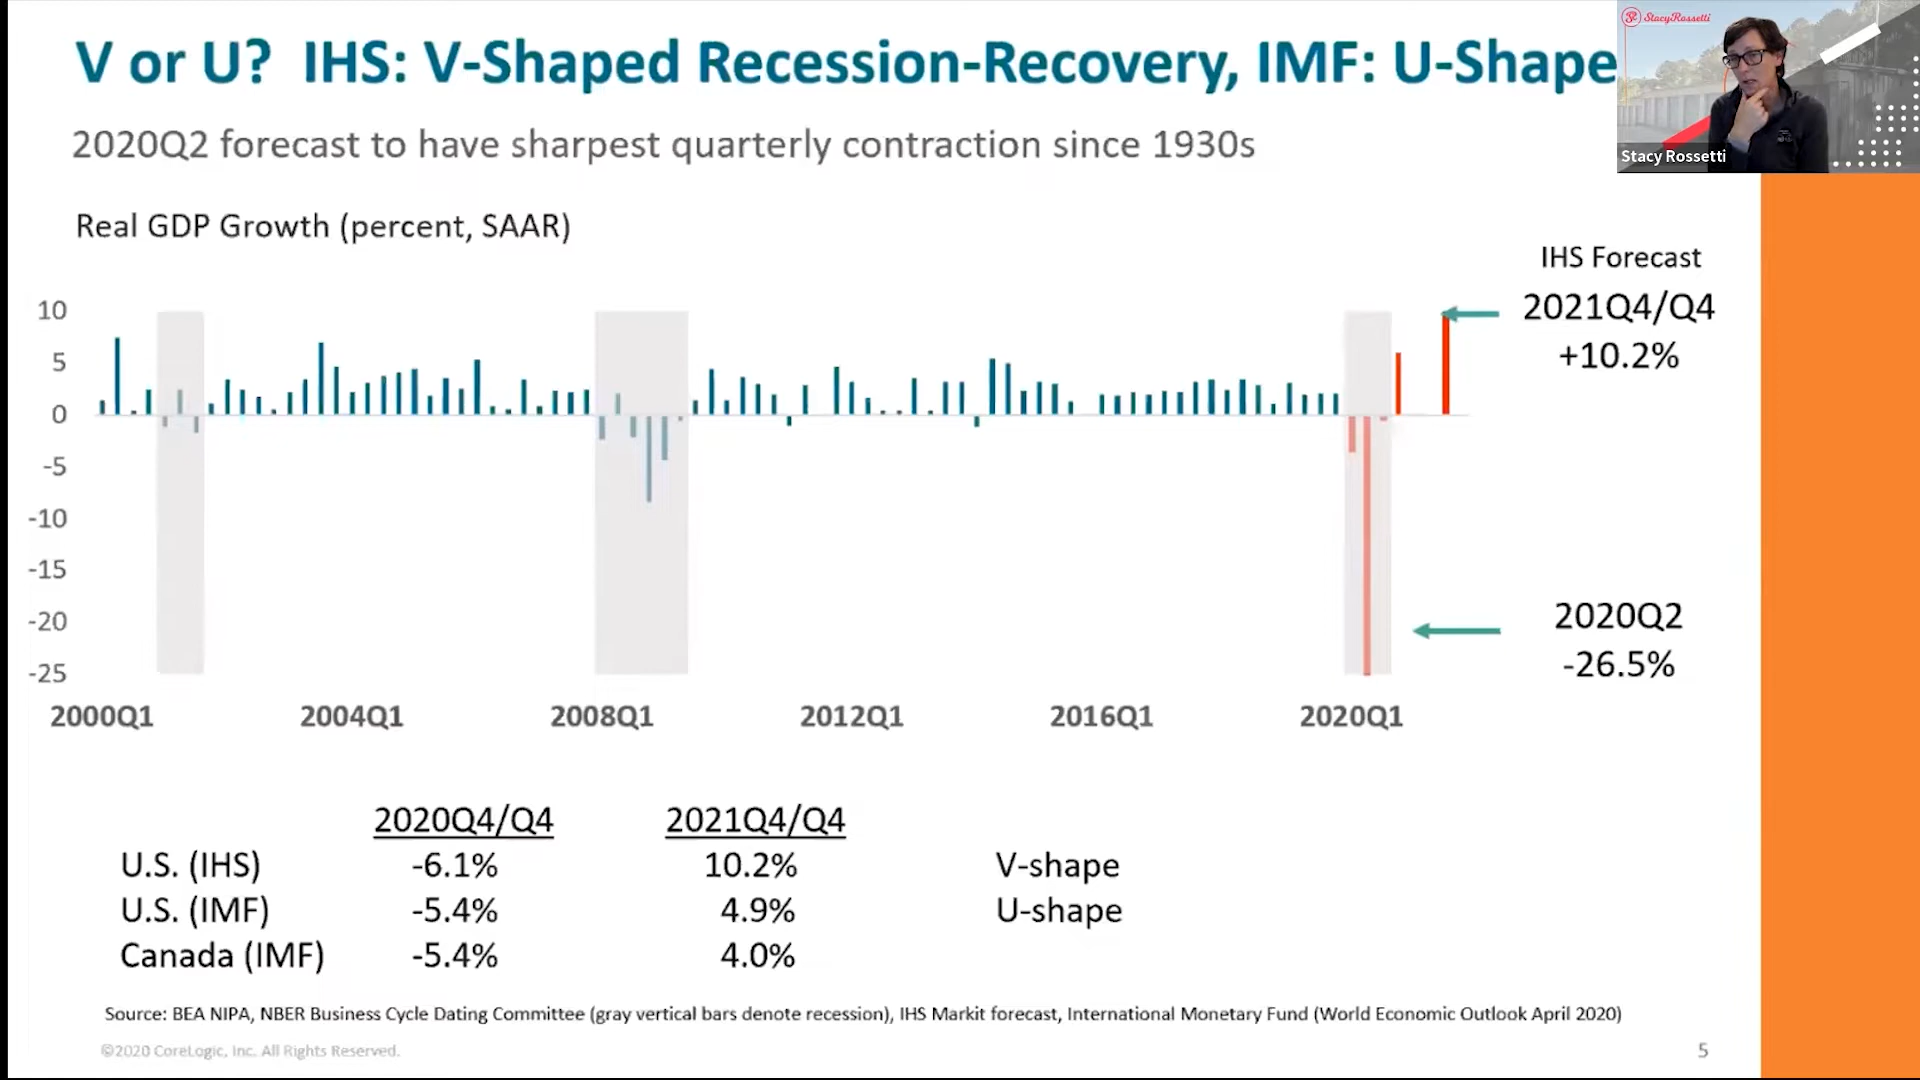 V or U? IHS: V-Shaped Recession-Recovery, IMF: U-Shape
StacyRossetti
Stacy Rossetti
2020Q2 forecast to have sharpest quarterly contraction since 1930s
Real GDP Growth (percent, SAAR)
IHS Forecast
2021Q4/Q4
+10.2%
10
5
0
-5
-10
-15
-20
-25
2020Q2
-26.5%
2000Q1 2004Q1 2008Q1 2012Q1 2016Q1 2020Q1
2020Q4/Q4 2021Q4/Q4
U.S. (IHS) -6.1% 10.2% V-shape
U.S. (IMF) -5.4% 4.9% U-shape
Canada (IMF) -5.4% 4.0%
Source: BEA NIPA, NBER Business Cycle Dating Committee (gray vertical bars denote recession), IHS Markit forecast, International Monetary Fund (World Economic Outlook April 2020)
©2020 CoreLogic, Inc. All Rights Reserved.
5